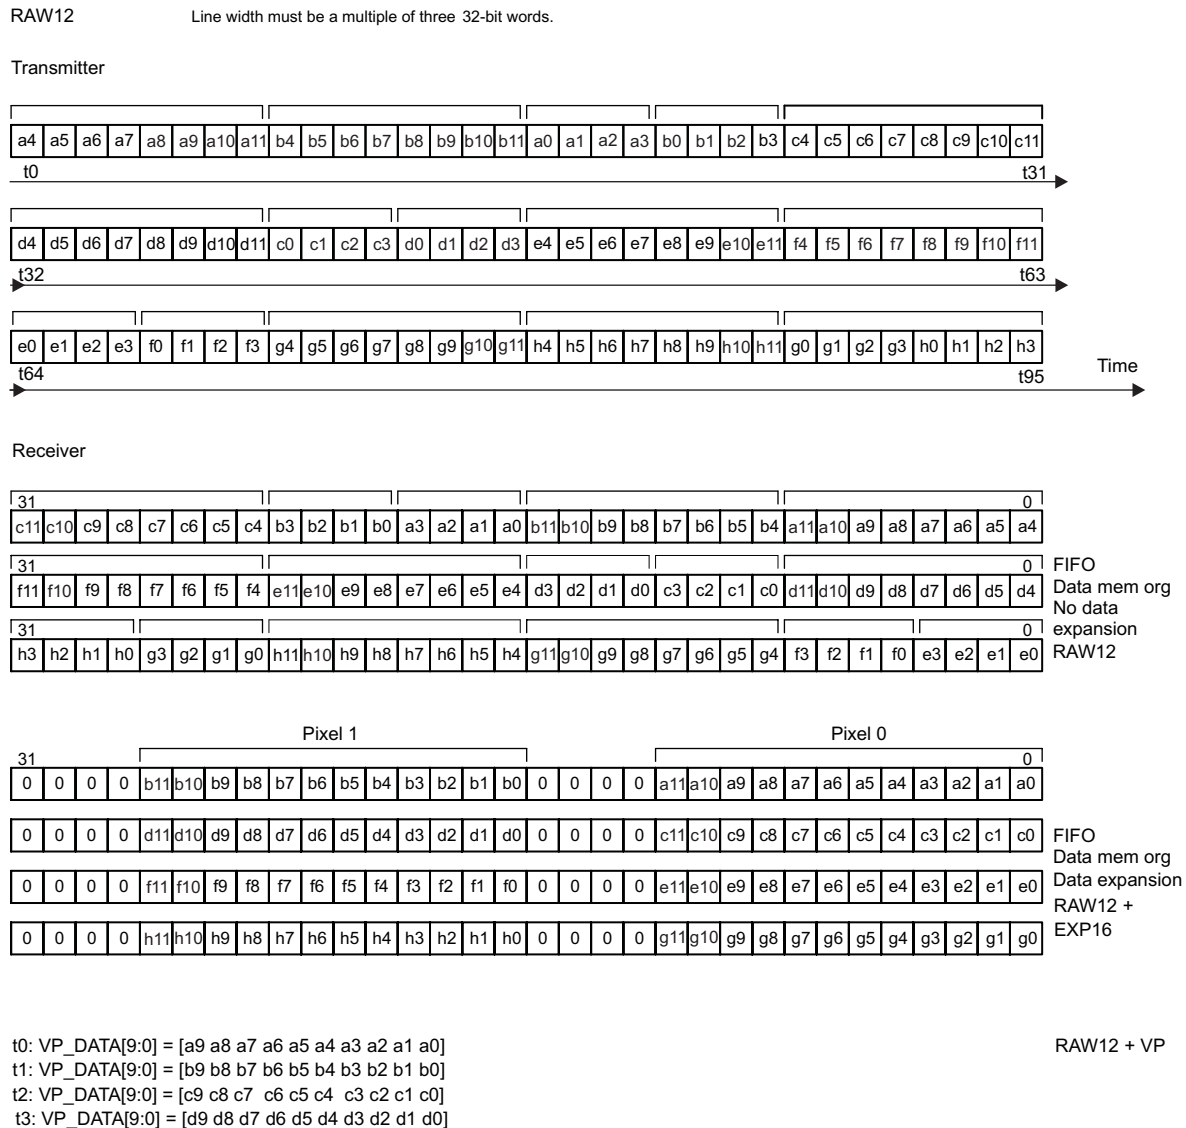 RAW12 Line width must be a multiple of three 32-bit words.
Transmitter
a4 a5 a6 a7 a8 a9 a10 a11 b4 b5 b6 b7 b8 b9 b10 b11 a0 a1 a2 a3 b0 b1 b2 b3 c4 c5 c6 c7 c8 c9 c10 c11
t0 t31
d4 d5 d6 d7 d8 d9 d10 d11 c0 c1 c2 c3 d0 d1 d2 d3 e4 e5 e6 e7 e8 e9 e10 e11 f4 f5 f6 f7 f8 f9 f10 f11
t32 t63
e0 e1 e2 e3 f0 f1 f2 f3 g4 g5 g6 g7 g8 g9 g10 g11 h4 h5 h6 h7 h8 h9 h10 h11 g0 g1 g2 g3 h0 h1 h2 h3
t64 t95 Time
Receiver
31 0
c11 c10 c9 c8 c7 c6 c5 c4 b3 b2 b1 b0 a3 a2 a1 a0 b11 b10 b9 b8 b7 b6 b5 b4 a11 a10 a9 a8 a7 a6 a5 a4
31 0
f11 f10 f9 f8 f7 f6 f5 f4 e11 e10 e9 e8 e7 e6 e5 e4 d3 d2 d1 d0 c3 c2 c1 c0 d11 d10 d9 d8 d7 d6 d5 d4
31 0
h3 h2 h1 h0 g3 g2 g1 g0 h11 h10 h9 h8 h7 h6 h5 h4 g11 g10 g9 g8 g7 g6 g5 g4 f3 f2 f1 f0 e3 e2 e1 e0
FIFO
Data mem org
No data
expansion
RAW12
Pixel 1 Pixel 0
31 0
0 0 0 0 b11 b10 b9 b8 b7 b6 b5 b4 b3 b2 b1 b0 0 0 0 0 a11 a10 a9 a8 a7 a6 a5 a4 a3 a2 a1 a0
0 0 0 0 d11 d10 d9 d8 d7 d6 d5 d4 d3 d2 d1 d0 0 0 0 0 c11 c10 c9 c8 c7 c6 c5 c4 c3 c2 c1 c0
0 0 0 0 f11 f10 f9 f8 f7 f6 f5 f4 f3 f2 f1 f0 0 0 0 0 e11 e10 e9 e8 e7 e6 e5 e4 e3 e2 e1 e0
0 0 0 0 h11 h10 h9 h8 h7 h6 h5 h4 h3 h2 h1 h0 0 0 0 0 g11 g10 g9 g8 g7 g6 g5 g4 g3 g2 g1 g0
FIFO
Data mem org
Data expansion
RAW12 +
EXP16
t0: VP_DATA[9:0] = [a9 a8 a7 a6 a5 a4 a3 a2 a1 a0] RAW12 + VP
t1: VP_DATA[9:0] = [b9 b8 b7 b6 b5 b4 b3 b2 b1 b0]
t2: VP_DATA[9:0] = [c9 c8 c7 c6 c5 c4 c3 c2 c1 c0]
t3: VP_DATA[9:0] = [d9 d8 d7 d6 d5 d4 d3 d2 d1 d0]